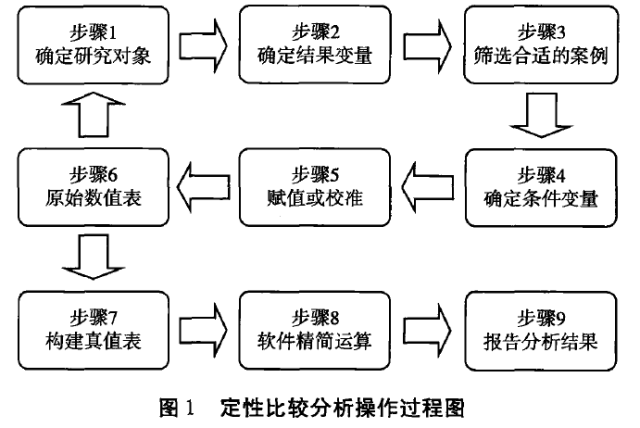 步骤1
确定研究对象
步骤2
确定结果变量
步骤3
筛选合适的案例
步骤6
原始数值表
步骤5
赋值或校准
步骤4
确定条件变量
步骤7
构建真值表
步骤8
软件精简运算
步骤9
报告分析结果
图1 定性比较分析操作过程图